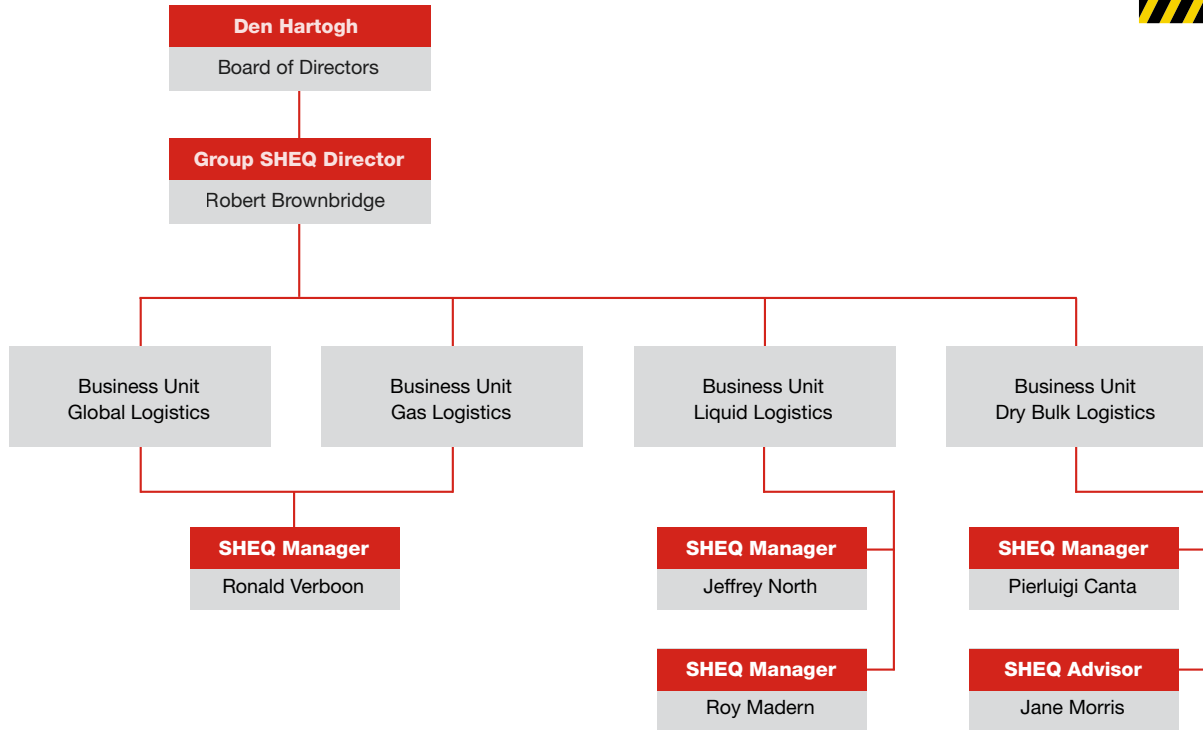 Den Hartogh
Board of Directors
Group SHEQ Director
Robert Brownbridge
Business Unit
Global Logistics
Business Unit
Gas Logistics
Business Unit
Liquid Logistics
Business Unit
Dry Bulk Logistics
SHEQ Manager
Ronald Verboon
SHEQ Manager
Jeffrey North
SHEQ Manager
Pierluigi Canta
SHEQ Manager
Roy Madern
SHEQ Advisor
Jane Morris